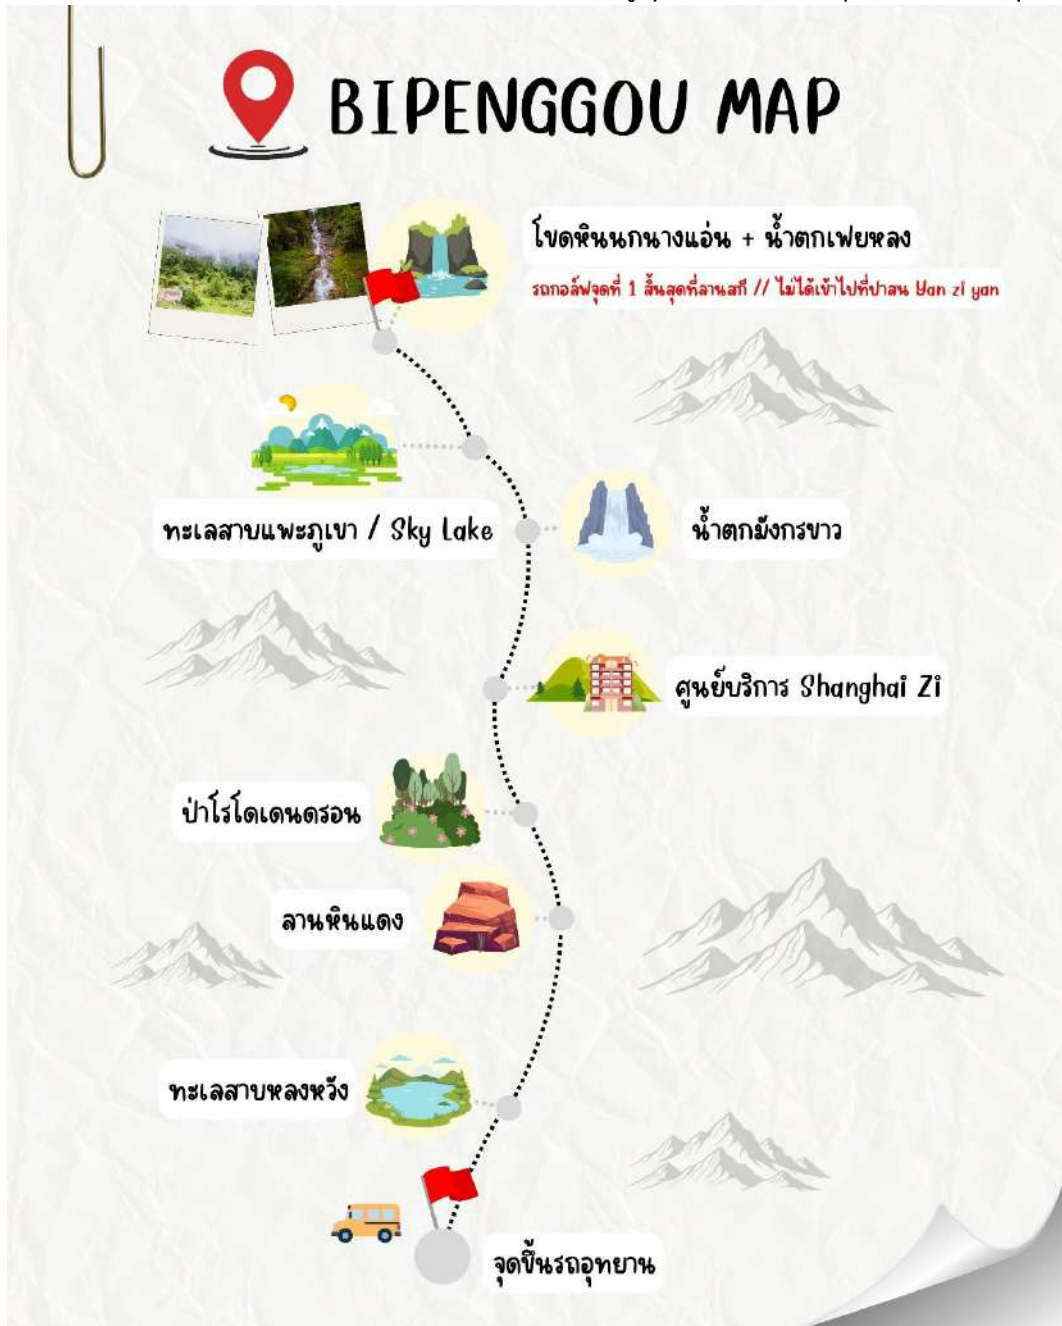 BIPENGGOU MAP
โขดหินนกนางแอ่น + น้ำตกเฟยหลง
รถกอล์ฟจุดที่ 1 สิ้นสุดที่ลานสกี // ไม่ได้เข้าไปที่ปาสน Yan zi yan
ทะเลสาบแพะภูเขา / Sky Lake
น้ำตกมังกรขาว
ศูนย์บริการ Shanghai Zi
ป่าโรโดเดนดรอน
ลานหินแดง
ทะเลสาบหลงหวัง
จุดขึ้นรถอุทยาน